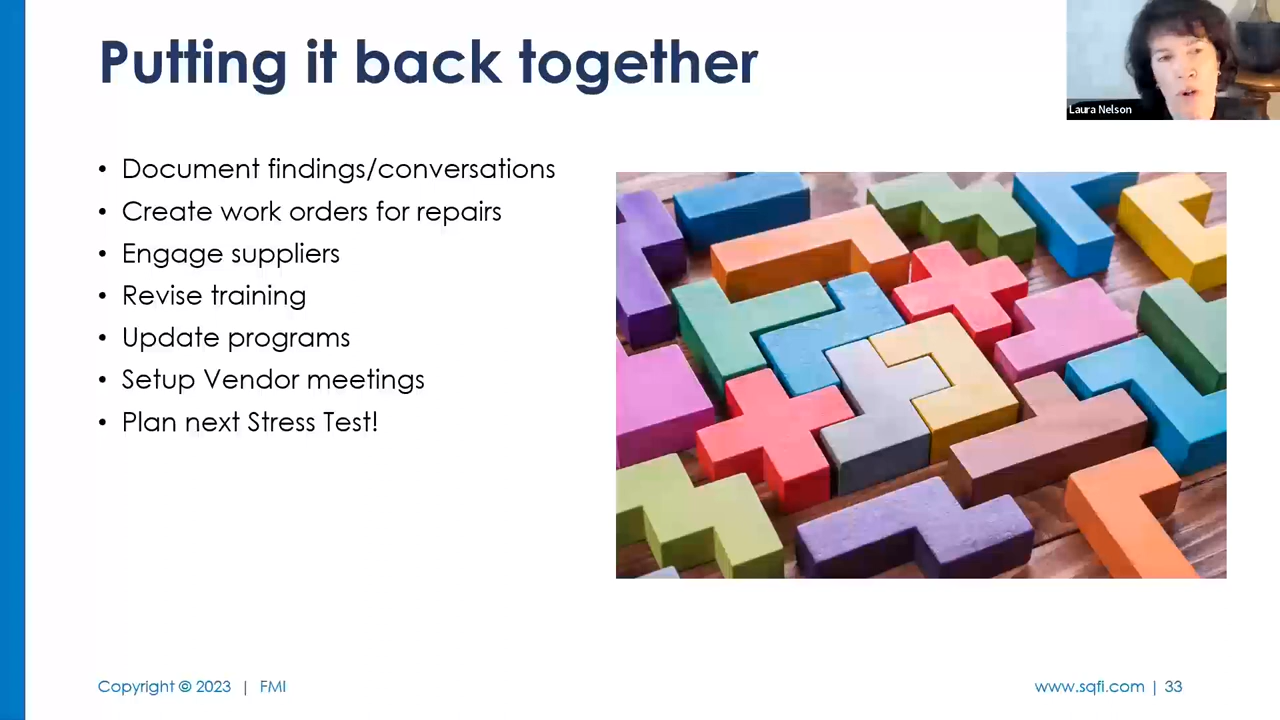 Putting it back together
Laura Nelson
• Document findings/conversations
• Create work orders for repairs
• Engage suppliers
• Revise training
• Update programs
• Setup Vendor meetings
• Plan next Stress Test!
Copyright © 2023 | FMI
www.sqfi.com | 33